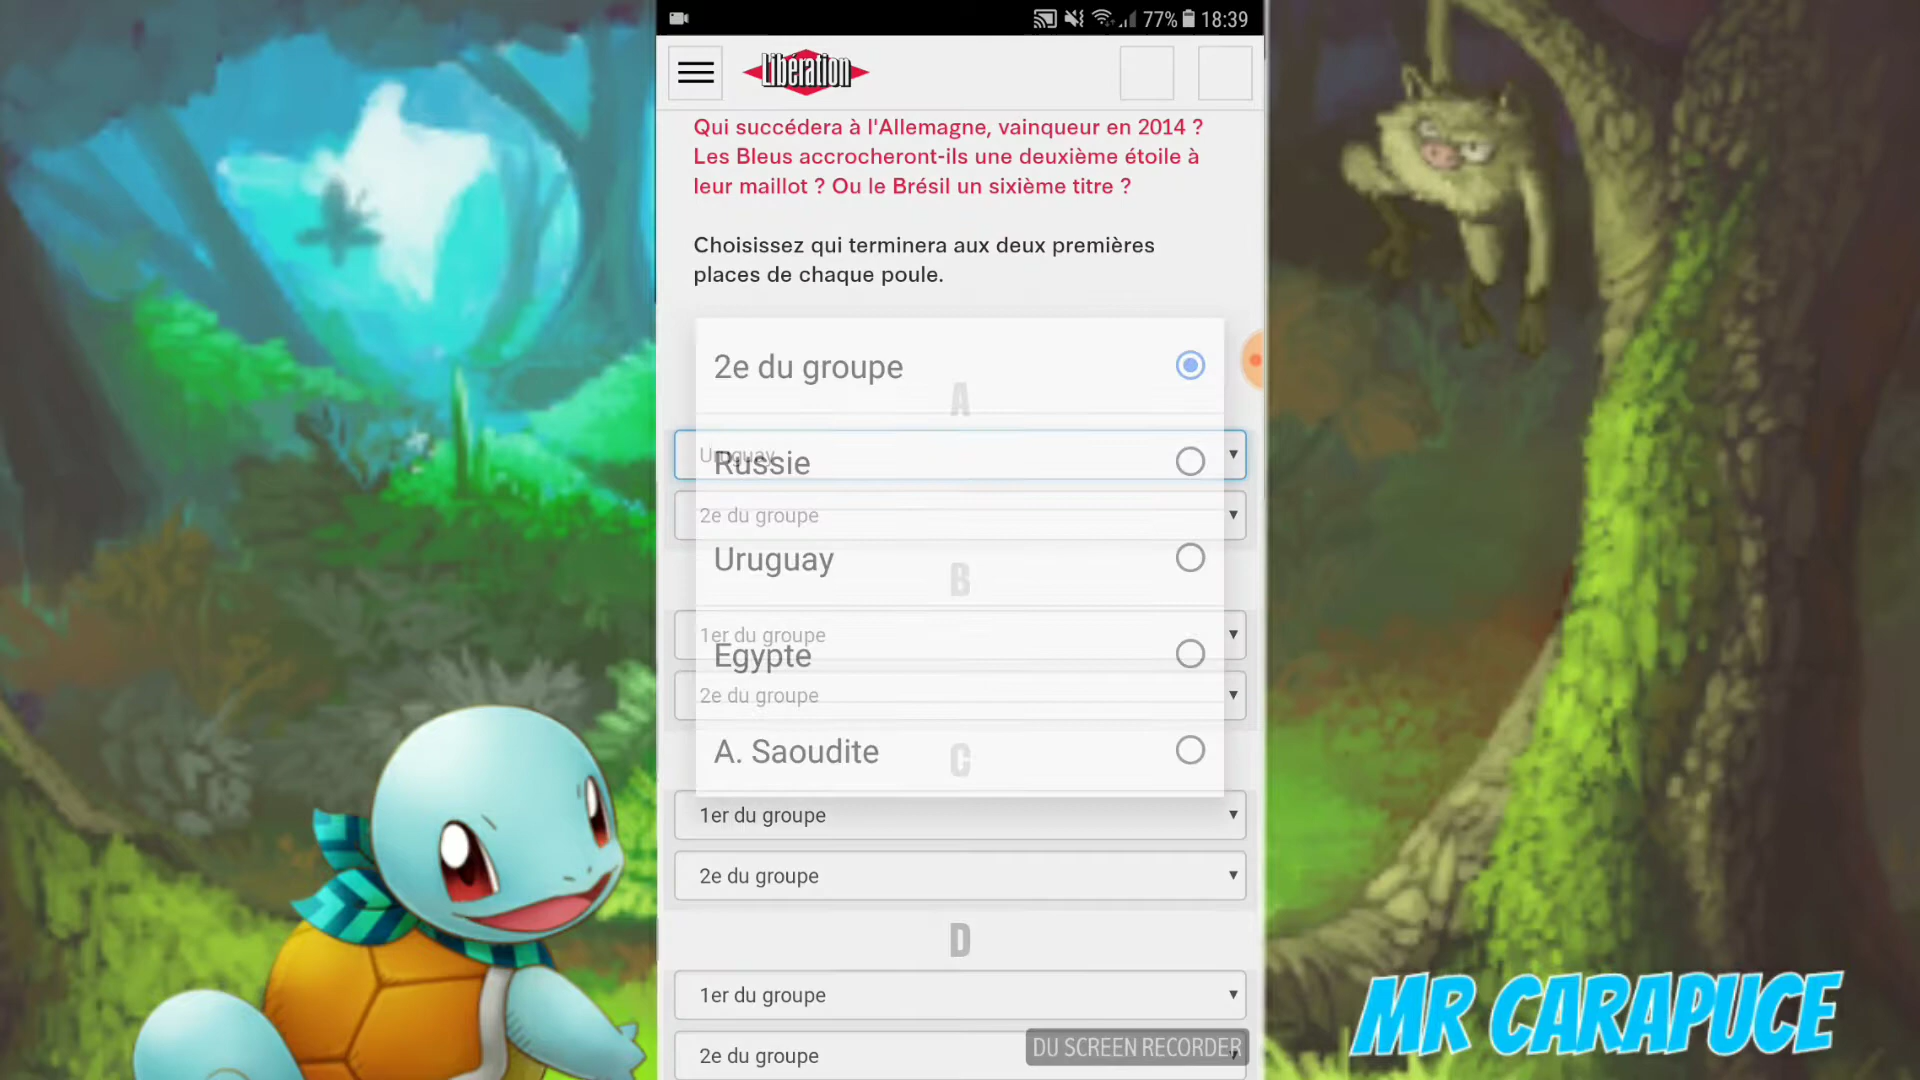 77% 18:39
Libération
Qui succédera à l'Allemagne, vainqueur en 2014 ?
Les Bleus accrocheront-ils une deuxième étoile à
leur maillot ? Ou le Brésil un sixième titre ?
Choisissez qui terminera aux deux premières
places de chaque poule.
2e du groupe
A
Uruguay
Russie
2e du groupe
Uruguay
B
1er du groupe
Egypte
2e du groupe
A. Saoudite
C
1er du groupe
2e du groupe
D
1er du groupe
2e du groupe
DU SCREEN RECORDER
MR CARAPUCE